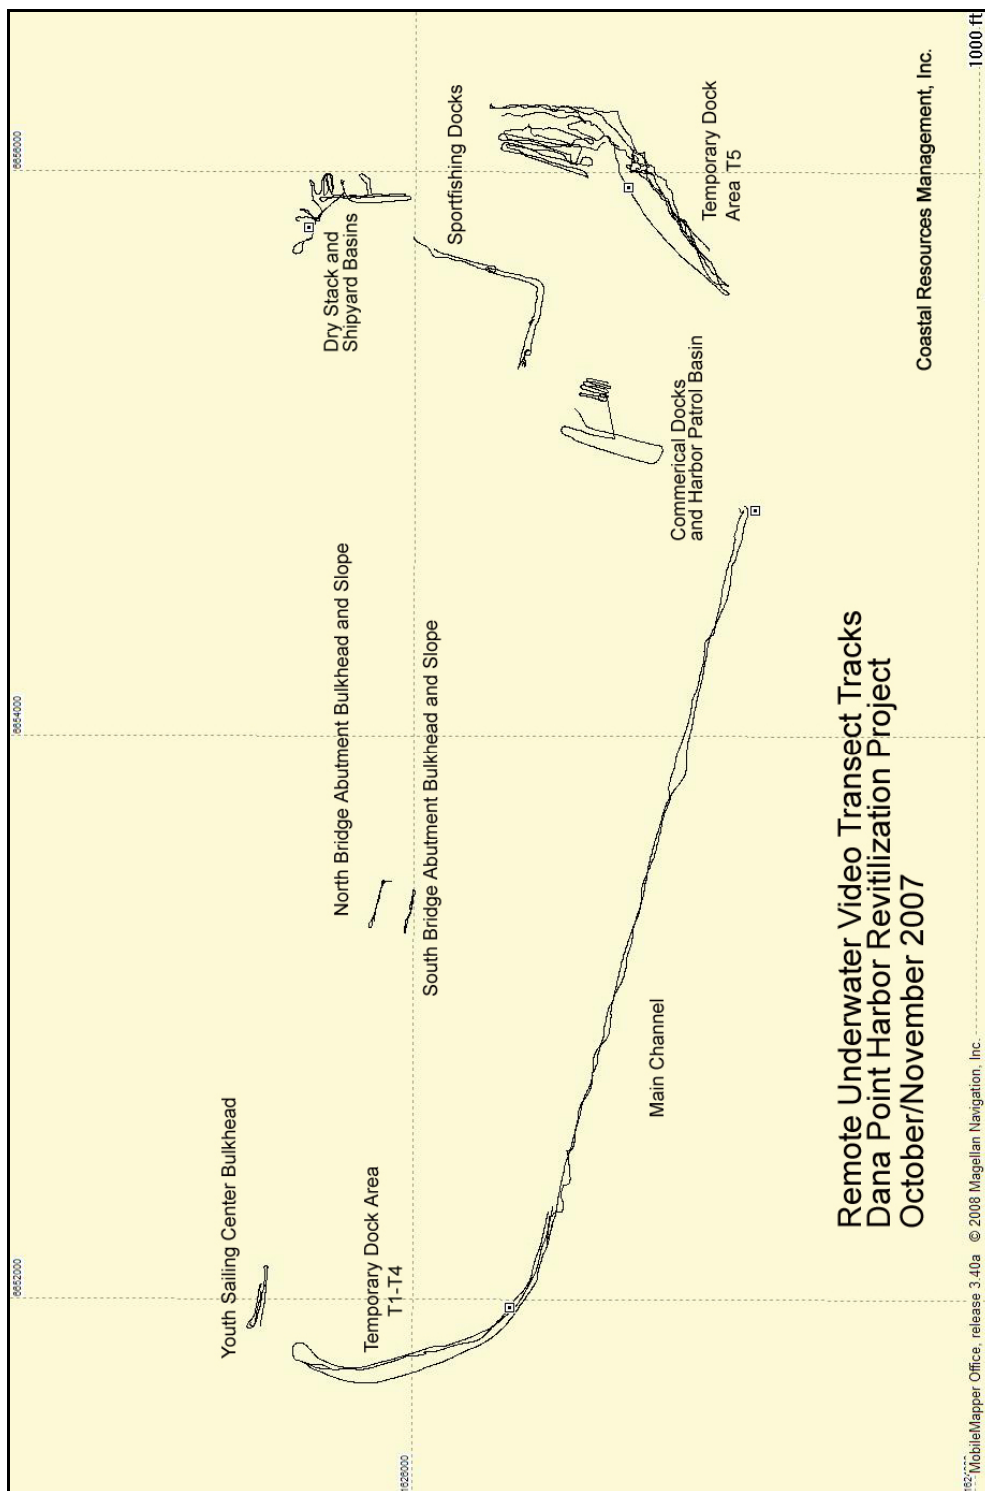 6652000
6654000
6656000
Youth Sailing Center Bulkhead
Dry Stack and
Shipyard Basins
North Bridge Abutment Bulkhead and Slope
Temporary Dock Area
T1-T4
1626000
South Bridge Abutment Bulkhead and Slope
Sportfishing Docks
Main Channel
Commerical Docks
and Harbor Patrol Basin
Temporary Dock
Area T5
Remote Underwater Video Transect Tracks
Dana Point Harbor Revitilization Project
October/November 2007
Coastal Resources Management, Inc.
MobileMapper Office, release 3.40a © 2008 Magellan Navigation, Inc.
1000 ft